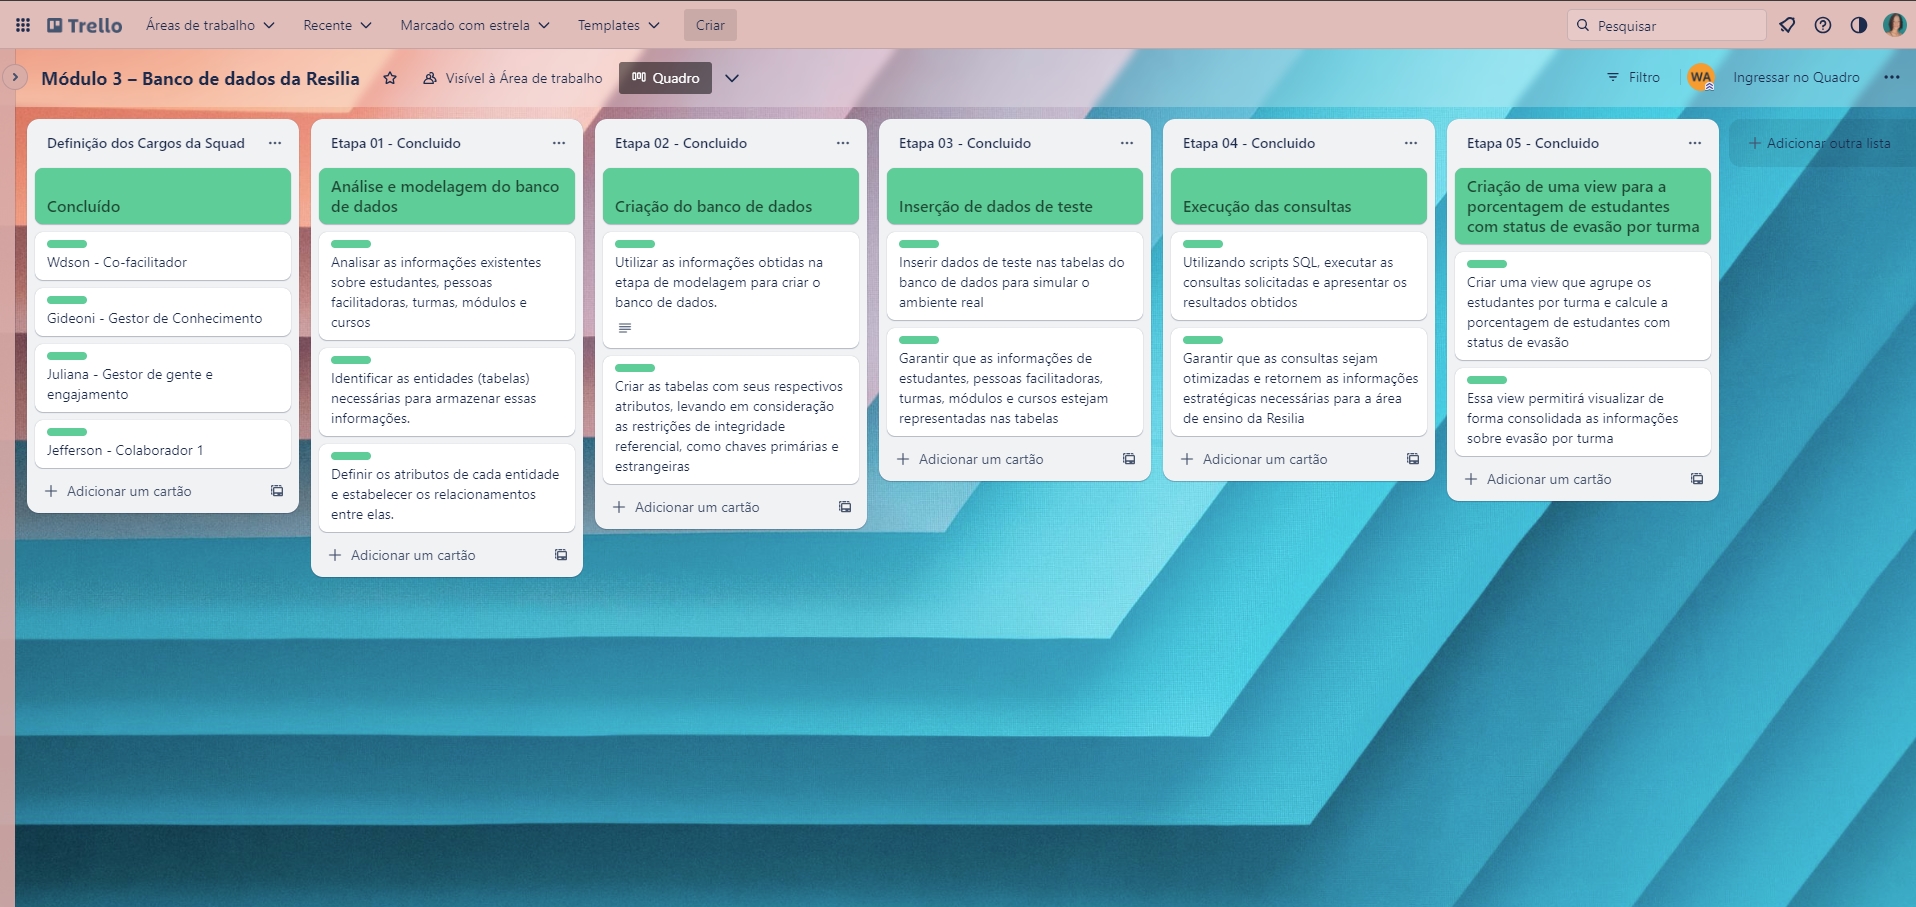 Trello
Áreas de trabalho
Recente
Marcado com estrela
Templates
Criar
Pesquisar
Módulo 3 – Banco de dados da Resilia
Visível à Área de trabalho
Quadro
Filtro
WA
Ingressar no Quadro
Definição dos Cargos da Squad
Concluído
Wdson - Co-facilitador
Gideoni - Gestor de Conhecimento
Juliana - Gestor de gente e
engajamento
Jefferson - Colaborador 1
Adicionar um cartão
Etapa 01 - Concluido
Análise e modelagem do banco
de dados
Analisar as informações existentes
sobre estudantes, pessoas
facilitadoras, turmas, módulos e
cursos
Identificar as entidades (tabelas)
necessárias para armazenar essas
informações.
Definir os atributos de cada entidade
e estabelecer os relacionamentos
entre elas.
Adicionar um cartão
Etapa 02 - Concluido
Criação do banco de dados
Utilizar as informações obtidas na
etapa de modelagem para criar o
banco de dados.
Criar as tabelas com seus respectivos
atributos, levando em consideração
as restrições de integridade
referencial, como chaves primárias e
estrangeiras
Adicionar um cartão
Etapa 03 - Concluido
Inserção de dados de teste
Inserir dados de teste nas tabelas do
banco de dados para simular o
ambiente real
Garantir que as informações de
estudantes, pessoas facilitadoras,
turmas, módulos e cursos estejam
representadas nas tabelas
Adicionar um cartão
Etapa 04 - Concluido
Execução das consultas
Utilizando scripts SQL, executar as
consultas solicitadas e apresentar os
resultados obtidos
Garantir que as consultas sejam
otimizadas e retornem as informações
estratégicas necessárias para a área
de ensino da Resilia
Adicionar um cartão
Etapa 05 - Concluido
Criação de uma view para a
porcentagem de estudantes
com status de evasão por turma
Criar uma view que agrupe os
estudantes por turma e calcule a
porcentagem de estudantes com
status de evasão
Essa view permitirá visualizar de
forma consolidada as informações
sobre evasão por turma
Adicionar um cartão
Adicionar outra lista